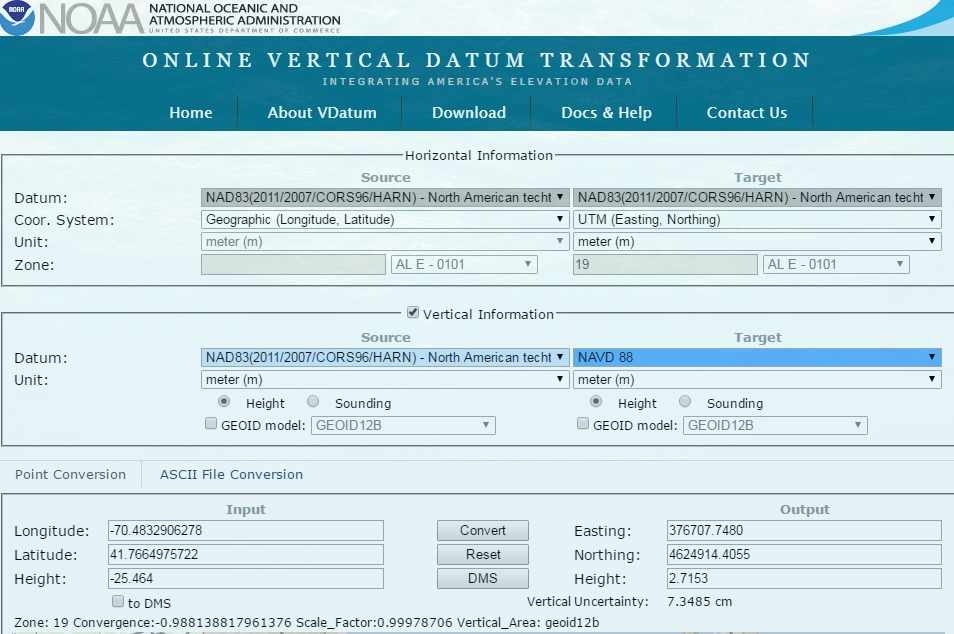 NOAA
NATIONAL OCEANIC AND
ATMOSPHERIC ADMINISTRATION
UNITED STATES DEPARTMENT OF COMMERCE
ONLINE VERTICAL DATUM TRANSFORMATION
INTEGRATING AMERICA'S ELEVATION DATA
Home About VDatum Download Docs & Help Contact Us
Horizontal Information
Source Target
Datum: NAD83(2011/2007/CORS96/HARN) - North American techt NAD83(2011/2007/CORS96/HARN) - North American techt
Coor. System: Geographic (Longitude, Latitude) UTM (Easting, Northing)
Unit: meter (m) meter (m)
Zone: AL E - 0101 19 AL E - 0101
Vertical Information
Source Target
Datum: NAD83(2011/2007/CORS96/HARN) - North American techt NAVD 88
Unit: meter (m) meter (m)
Height Sounding Height Sounding
GEOID model: GEOID12B GEOID model: GEOID12B
Point Conversion ASCII File Conversion
Input Output
Longitude: -70.4832906278 Convert Easting: 376707.7480
Latitude: 41.7664975722 Reset Northing: 4624914.4055
Height: -25.464 DMS Height: 2.7153
to DMS Vertical Uncertainty: 7.3485 cm
Zone: 19 Convergence:-0.988138817961376 Scale_Factor:0.99978706 Vertical_Area: geoid12b